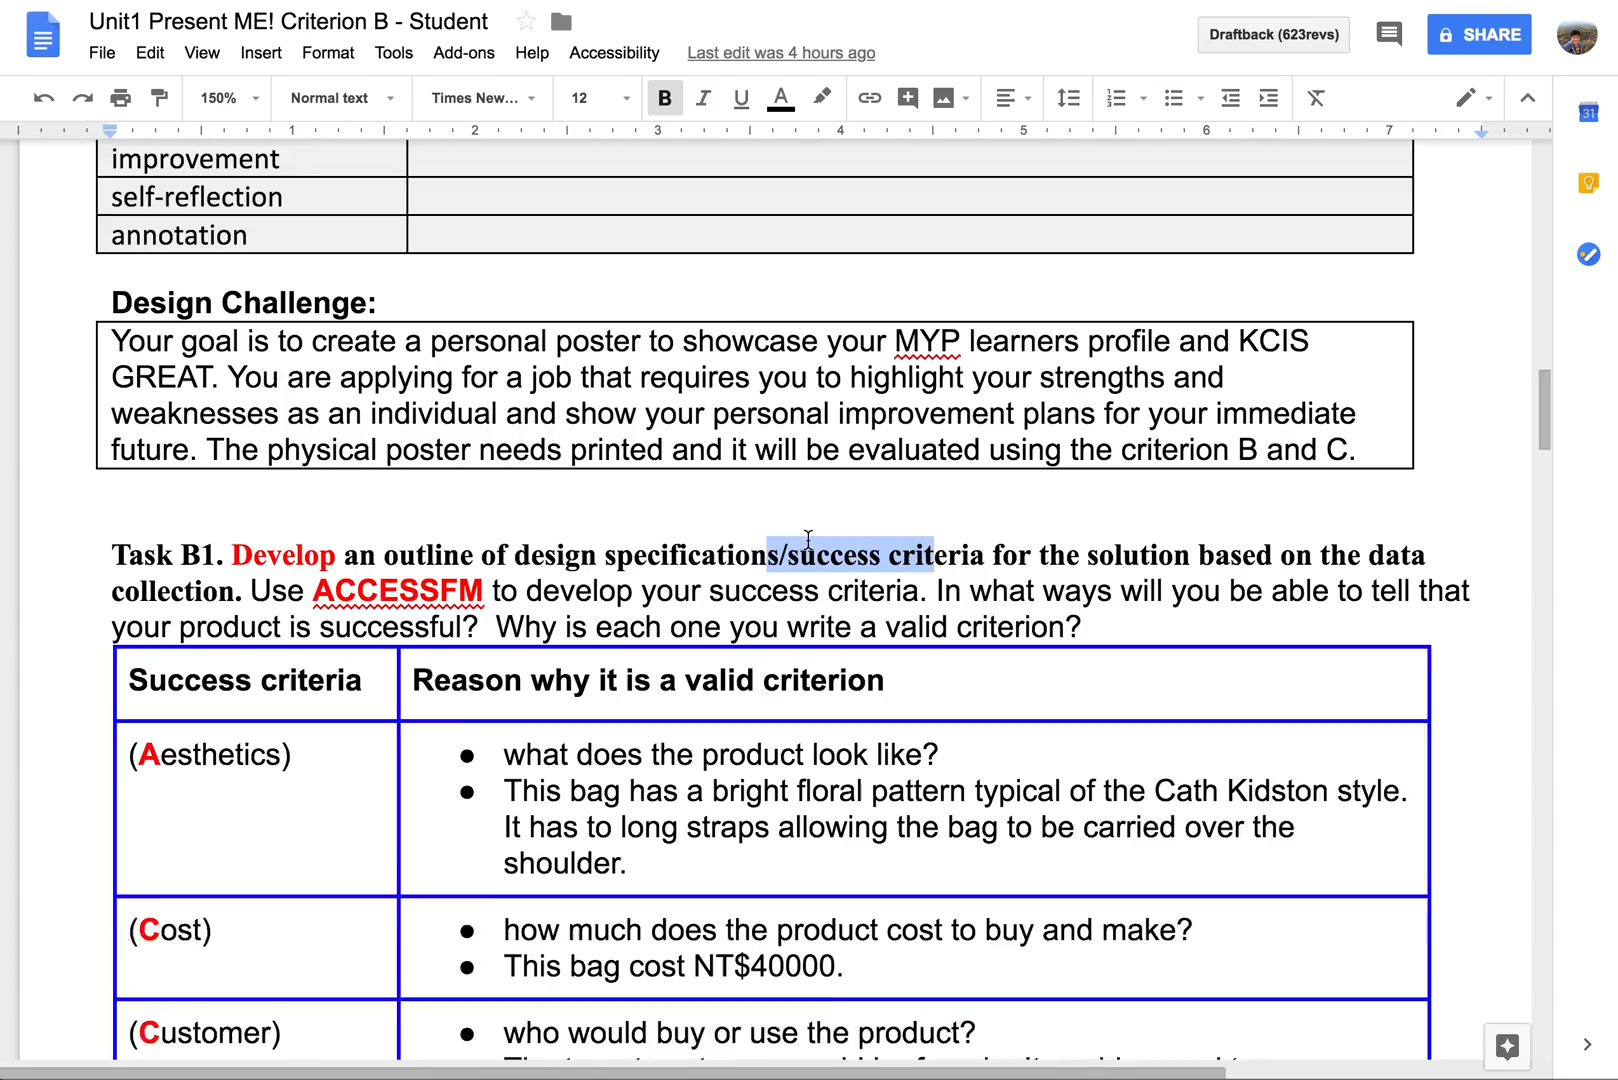 Unit1 Present ME! Criterion B - Student
Draftback (623revs)
SHARE
File Edit View Insert Format Tools Add-ons Help Accessibility Last edit was 4 hours ago
150% Normal text Times New... 12 B I U A
1 2 3 4 5 6 7
31
improvement
self-reflection
annotation
Design Challenge:
Your goal is to create a personal poster to showcase your MYP learners profile and KCIS
GREAT. You are applying for a job that requires you to highlight your strengths and
weaknesses as an individual and show your personal improvement plans for your immediate
future. The physical poster needs printed and it will be evaluated using the criterion B and C.
Task B1. Develop an outline of design specifications/success criteria for the solution based on the data
collection. Use ACCESSFM to develop your success criteria. In what ways will you be able to tell that
your product is successful?  Why is each one you write a valid criterion?
Success criteria Reason why it is a valid criterion
(Aesthetics) ● what does the product look like?
● This bag has a bright floral pattern typical of the Cath Kidston style.
It has to long straps allowing the bag to be carried over the
shoulder.
(Cost) ● how much does the product cost to buy and make?
● This bag cost NT$40000.
(Customer) ● who would buy or use the product?